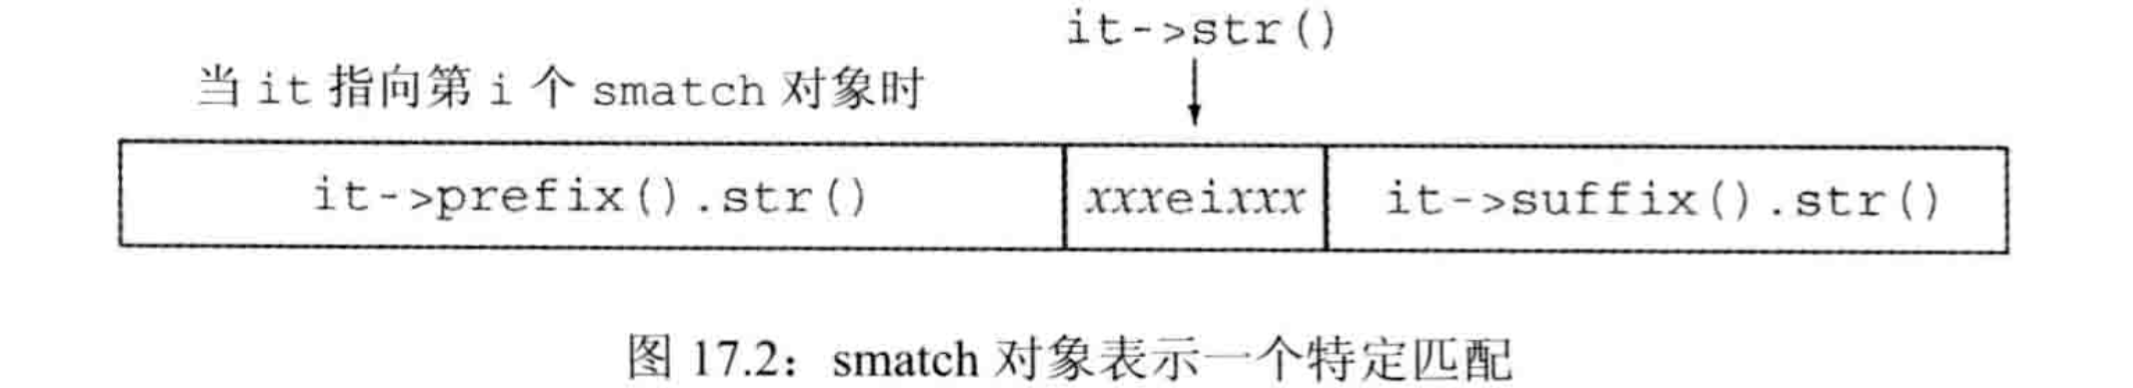 it->str()
当 it 指向第 i 个 smatch 对象时
it->prefix().str() xxxeixxx it->suffix().str()
图 17.2：smatch 对象表示一个特定匹配